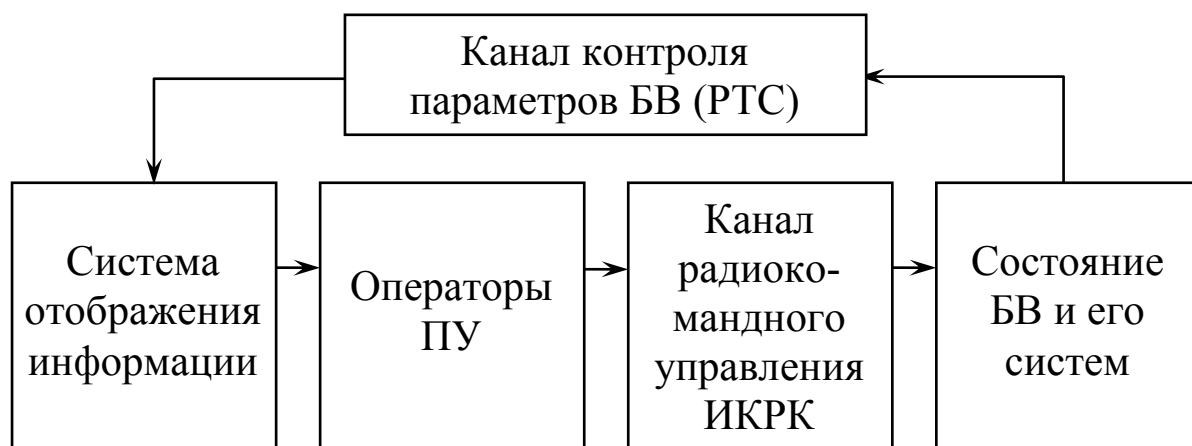 Канал контроля
параметров БВ (РТС)
Система
отображения
информации
Операторы
ПУ
Канал
радиоко-
мандного
управления
ИКРК
Состояние
БВ и его
систем